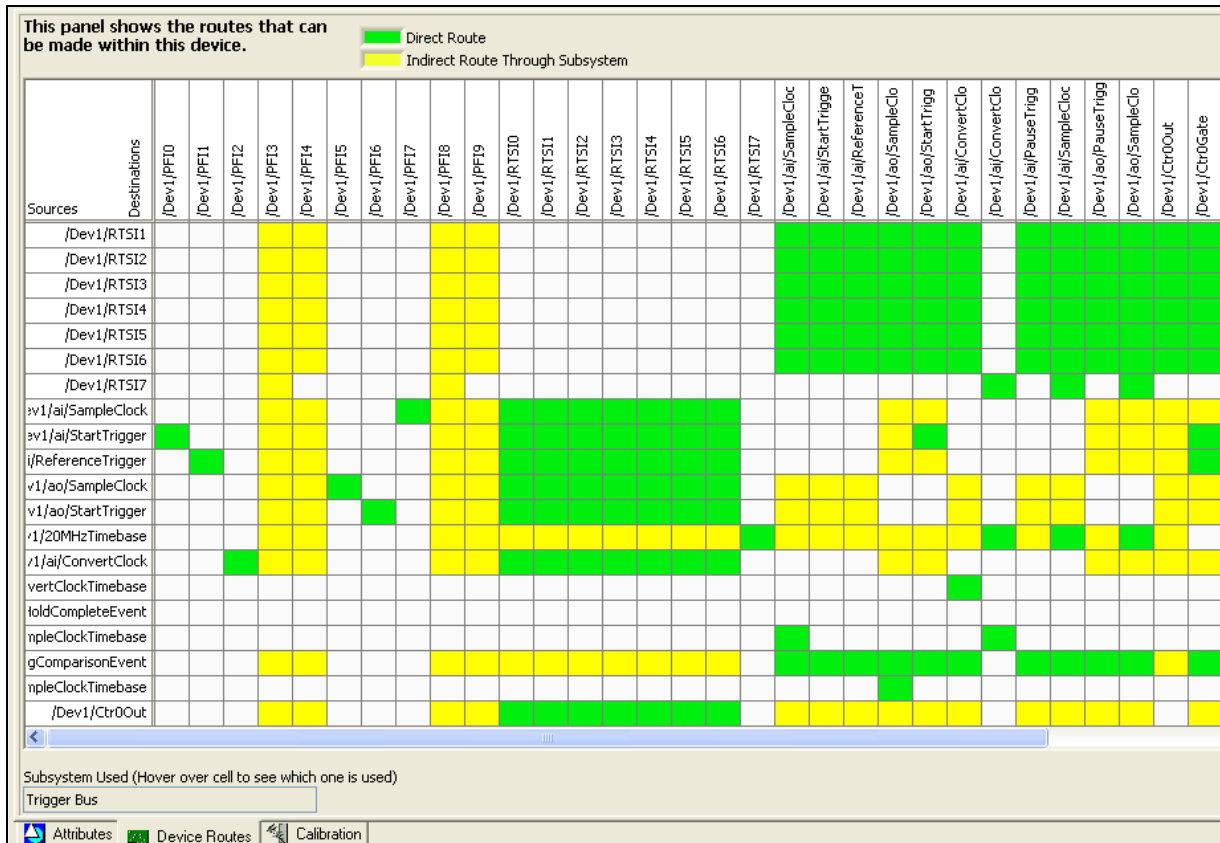 This panel shows the routes that can
be made within this device.
Direct Route
Indirect Route Through Subsystem
Sources
Destinations
/Dev1/PFI0
/Dev1/PFI1
/Dev1/PFI2
/Dev1/PFI3
/Dev1/PFI4
/Dev1/PFI5
/Dev1/PFI6
/Dev1/PFI7
/Dev1/PFI8
/Dev1/PFI9
/Dev1/RTSI0
/Dev1/RTSI1
/Dev1/RTSI2
/Dev1/RTSI3
/Dev1/RTSI4
/Dev1/RTSI5
/Dev1/RTSI6
/Dev1/RTSI7
/Dev1/ai/SampleCloc
/Dev1/ai/StartTrigge
/Dev1/ai/ReferenceT
/Dev1/ao/SampleClo
/Dev1/ao/StartTrigg
/Dev1/ai/ConvertClo
/Dev1/ai/ConvertClo
/Dev1/ai/PauseTrigg
/Dev1/ai/SampleCloc
/Dev1/ao/PauseTrigg
/Dev1/ao/SampleClo
/Dev1/Ctr0Out
/Dev1/Ctr0Gate
/Dev1/RTSI1
/Dev1/RTSI2
/Dev1/RTSI3
/Dev1/RTSI4
/Dev1/RTSI5
/Dev1/RTSI6
/Dev1/RTSI7
ev1/ai/SampleClock
ev1/ai/StartTrigger
i/ReferenceTrigger
v1/ao/SampleClock
v1/ao/StartTrigger
v1/20MHzTimebase
/1/ai/ConvertClock
vertClockTimebase
HoldCompleteEvent
mpleClockTimebase
gComparisonEvent
mpleClockTimebase
/Dev1/Ctr0Out
Subsystem Used (Hover over cell to see which one is used)
Trigger Bus
Attributes
Device Routes
Calibration